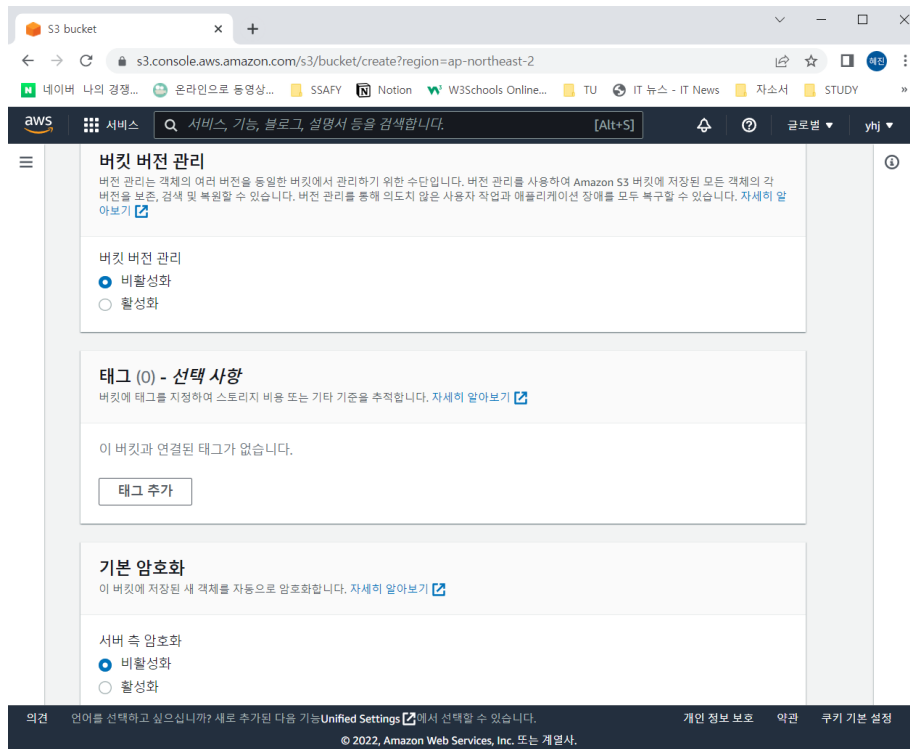 S3 bucket
s3.console.aws.amazon.com/s3/bucket/create?region=ap-northeast-2
혜진
네이버 나의 경쟁... 온라인으로 동영상... SSAFY Notion W3Schools Online... TU IT 뉴스 - IT News 자소서 STUDY »
aws 서비스 서비스, 기능, 블로그, 설명서 등을 검색합니다. [Alt+S] 글로벌 ▼ yhj ▼
버킷 버전 관리
버전 관리는 객체의 여러 버전을 동일한 버킷에서 관리하기 위한 수단입니다. 버전 관리를 사용하여 Amazon S3 버킷에 저장된 모든 객체의 각
버전을 보존, 검색 및 복원할 수 있습니다. 버전 관리를 통해 의도치 않은 사용자 작업과 애플리케이션 장애를 모두 복구할 수 있습니다. 자세히 알
아보기
버킷 버전 관리
비활성화
활성화
태그 (0) - 선택 사항
버킷에 태그를 지정하여 스토리지 비용 또는 기타 기준을 추적합니다. 자세히 알아보기
이 버킷과 연결된 태그가 없습니다.
태그 추가
기본 암호화
이 버킷에 저장된 새 객체를 자동으로 암호화합니다. 자세히 알아보기
서버 측 암호화
비활성화
활성화
의견 언어를 선택하고 싶으십니까? 새로 추가된 다음 기능Unified Settings에서 선택할 수 있습니다. 개인 정보 보호 약관 쿠키 기본 설정
© 2022, Amazon Web Services, Inc. 또는 계열사.